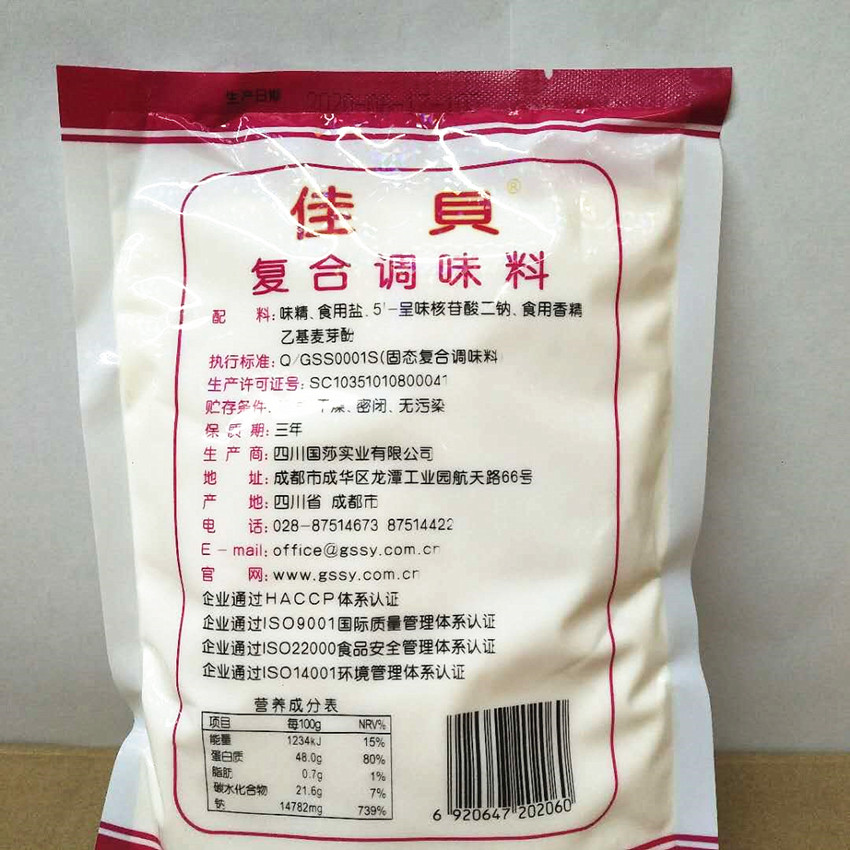 生产日期
佳贝®
复合调味料
配料:味精、食用盐、5'-呈味核苷酸二钠、食用香精
乙基麦芽酚
执行标准:Q/GSS0001S(固态复合调味料
生产许可证号:SC10351010800041
贮存条件、干燥、密闭、无污染
保质期:三年
生产商:四川国莎实业有限公司
地址:成都市成华区龙潭工业园航天路66号
产地:四川省 成都市
电话:028-87514673 87514422
E-mail:office@gssy.com.cn
官网:www.gssy.com.cn
企业通过HACCP体系认证
企业通过ISO9001国际质量管理体系认证
企业通过ISO22000食品安全管理体系认证
企业通过ISO14001环境管理体系认证
营养成分表
项目 每100g NRV%
能量 1234kJ 15%
蛋白质 48.0g 80%
脂肪 0.7g 1%
碳水化合物 21.6g 7%
钠 14782mg 739%
6 920647 202060